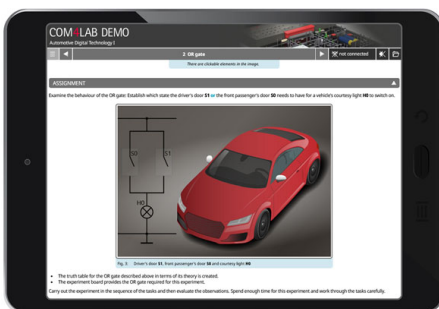 COM4LAB DEMO
Automotive Digital Technology 1
2 OR gate
not connected
There are clickable elements in the image.
ASSIGNMENT
Examine the behaviour of the OR gate: Establish which state the driver's door S1 or the front passenger's door S0 needs to have for a vehicle's courtesy light H0 to switch on.
S0 S1
H0
Fig. 3: Driver's door S1, front passenger's door S0 and courtesy light H0
• The truth table for the OR gate described above in terms of its theory is created.
• The experiment board provides the OR gate required for this experiment.
Carry out the experiment in the sequence of the tasks and then evaluate the observations. Spend enough time for this experiment and work through the tasks carefully.